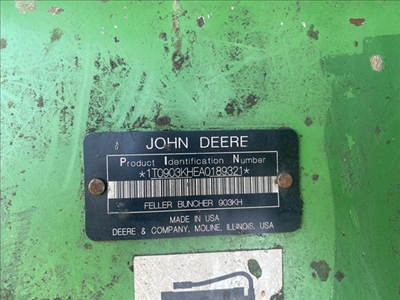 JOHN DEERE
Product Identification Number
*1T0903KHEA0189321*
FELLER BUNCHER 903KH
MADE IN USA
DEERE & COMPANY, MOLINE, ILLINOIS, USA